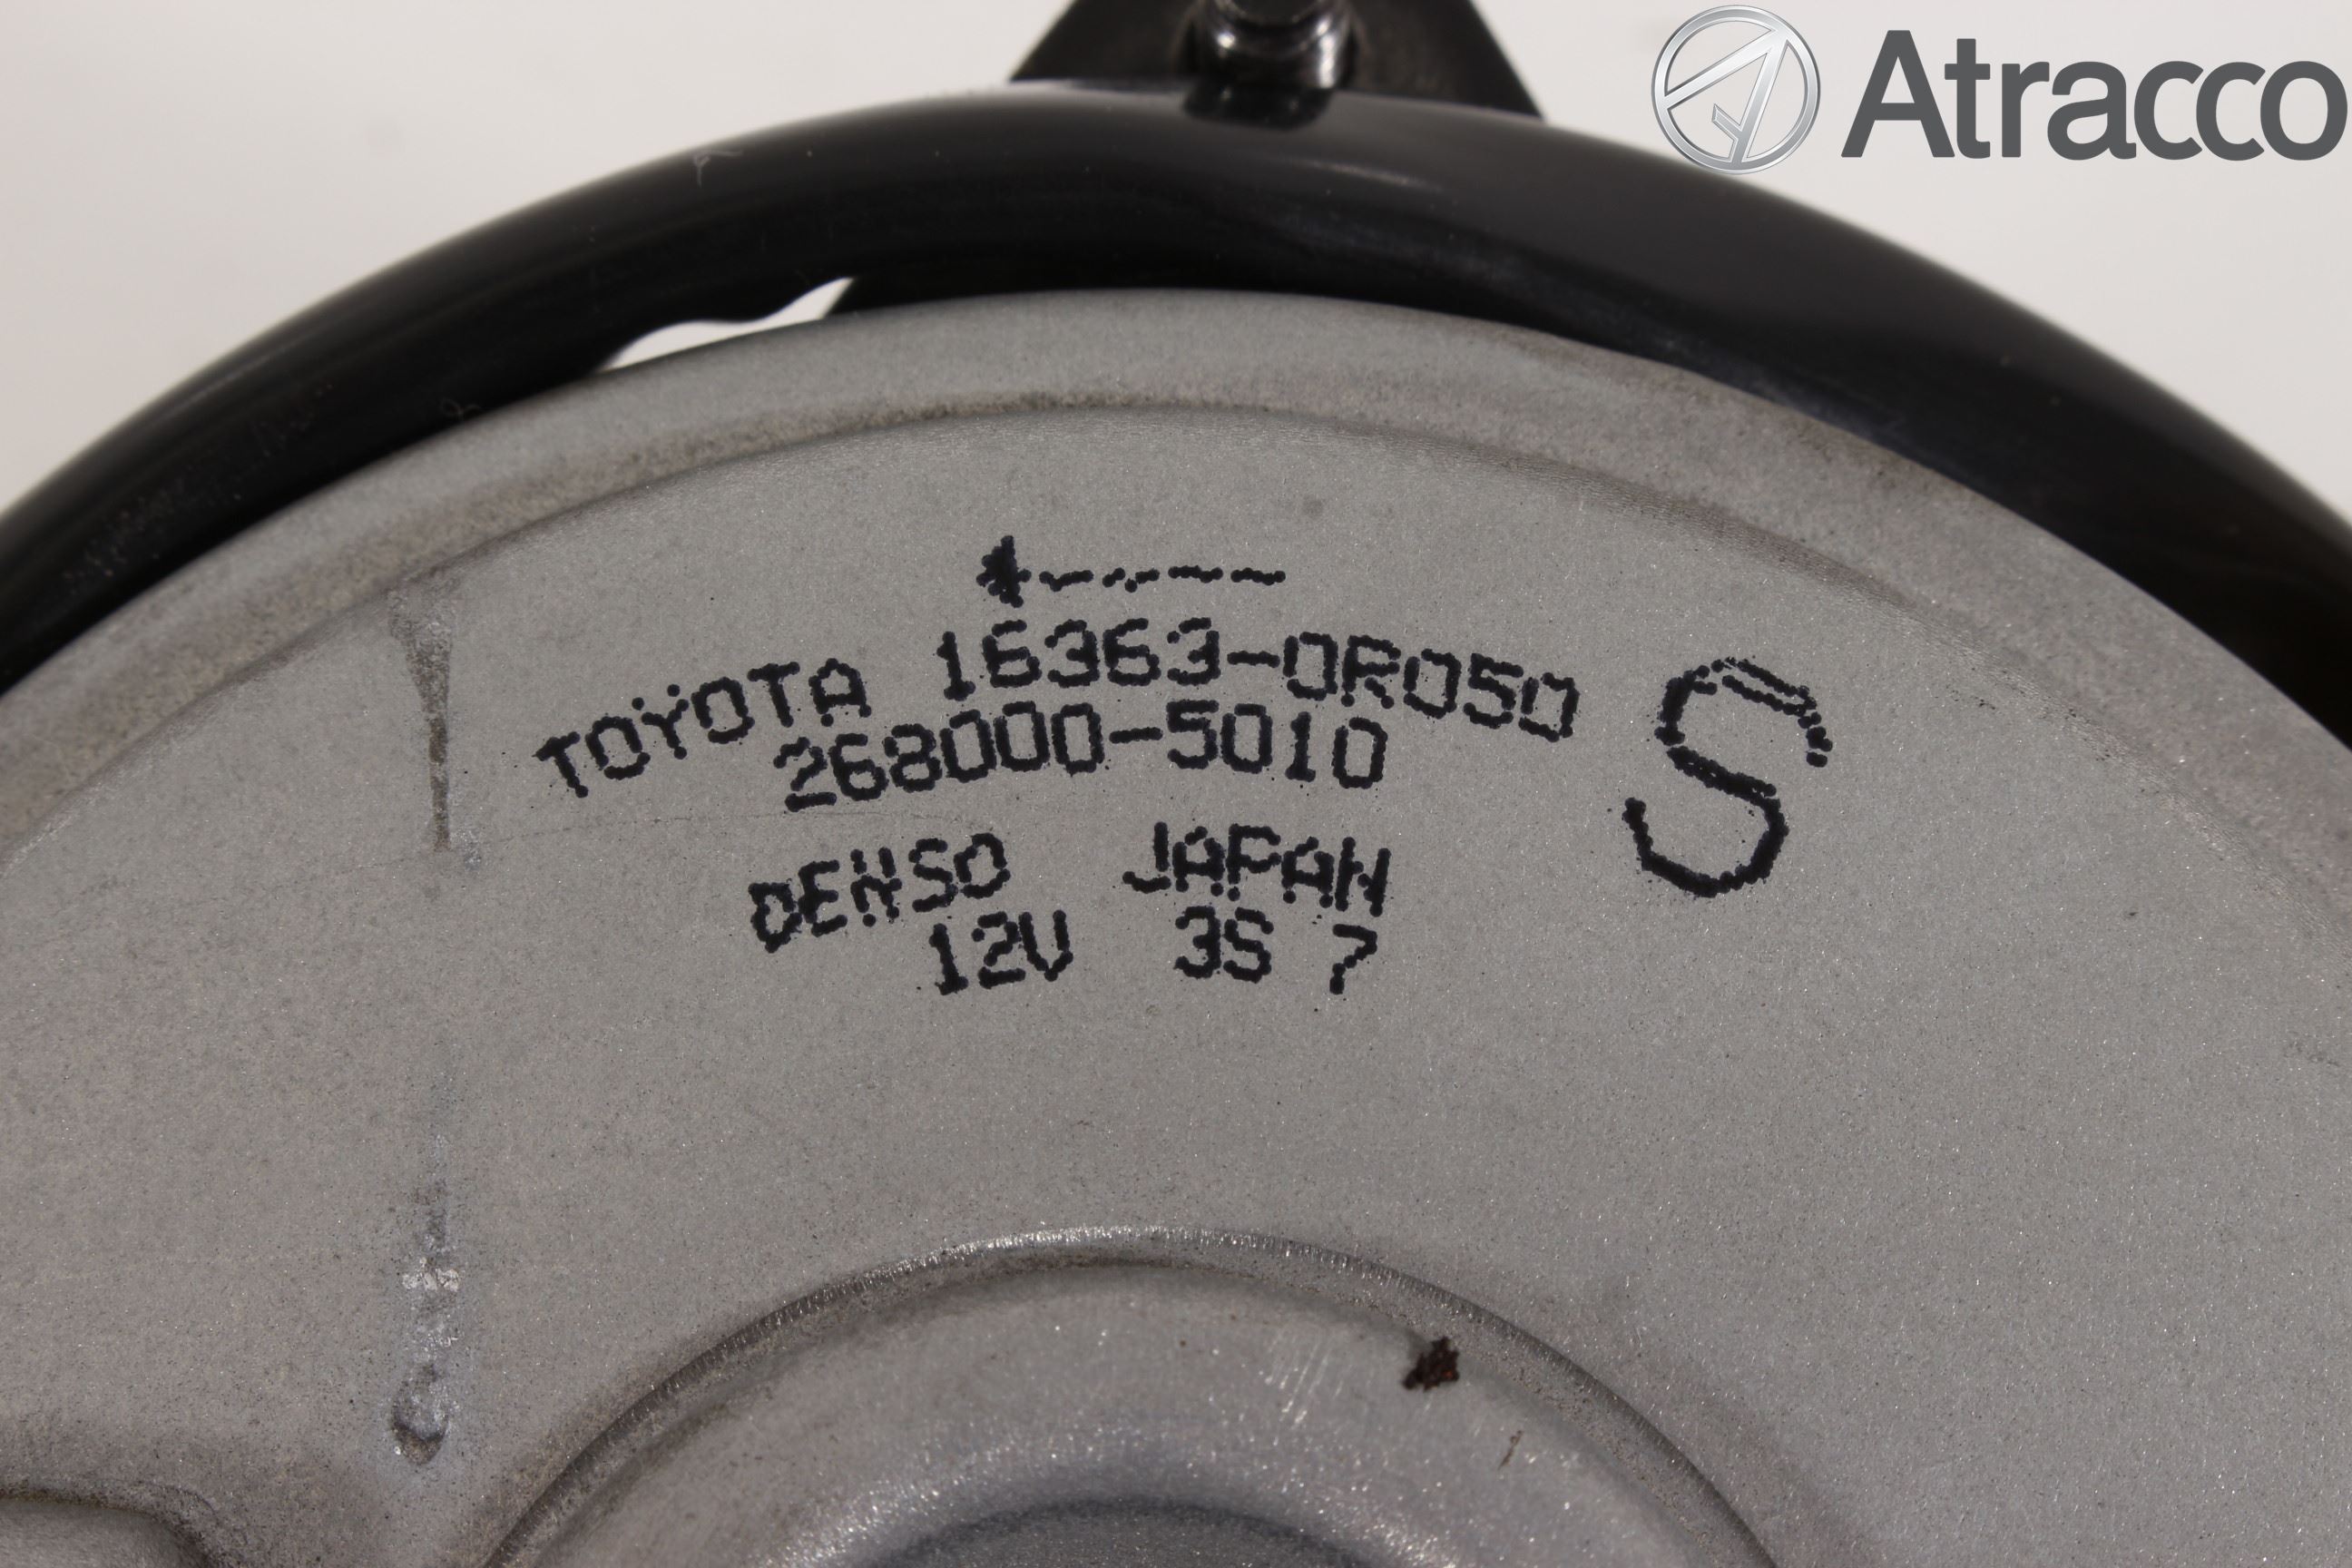 Atracco
TOYOTA 16363-0R050
268000-5010
S
DENSO JAPAN
12V 3S 7